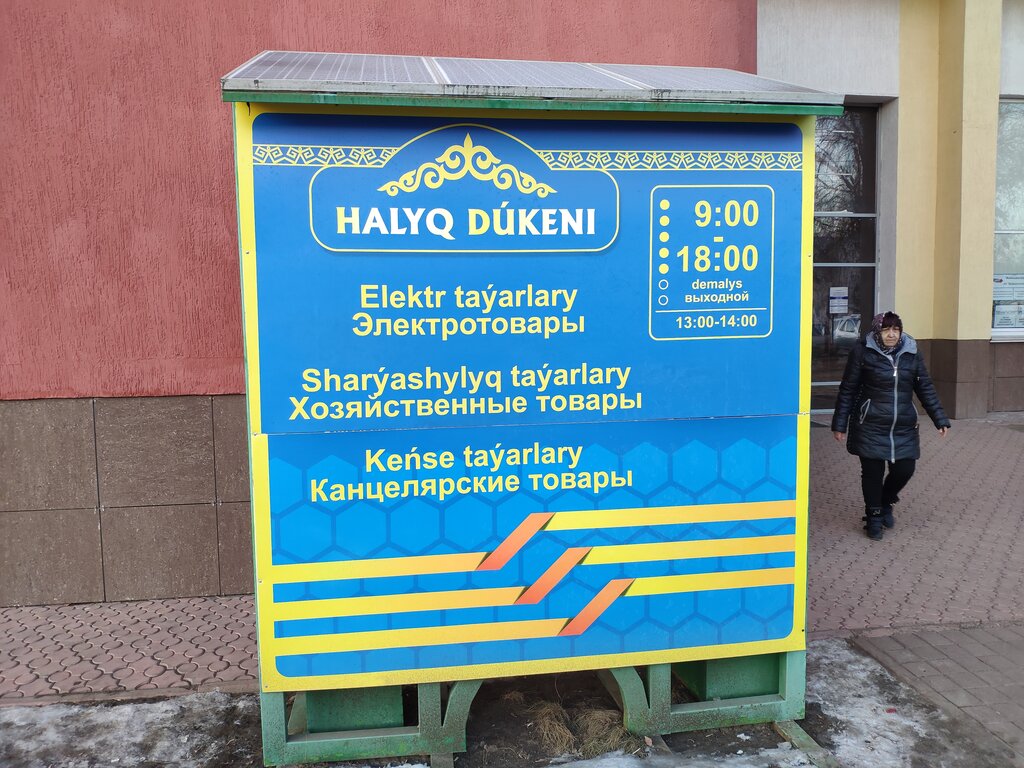 HALYQ DÚKENI
9:00
-
18:00
demalys
выходной
13:00-14:00
Elektr taýarlary
Электротовары
Sharýashylyq taýarlary
Хозяйственные товары
Keńse taýarlary
Канцелярские товары